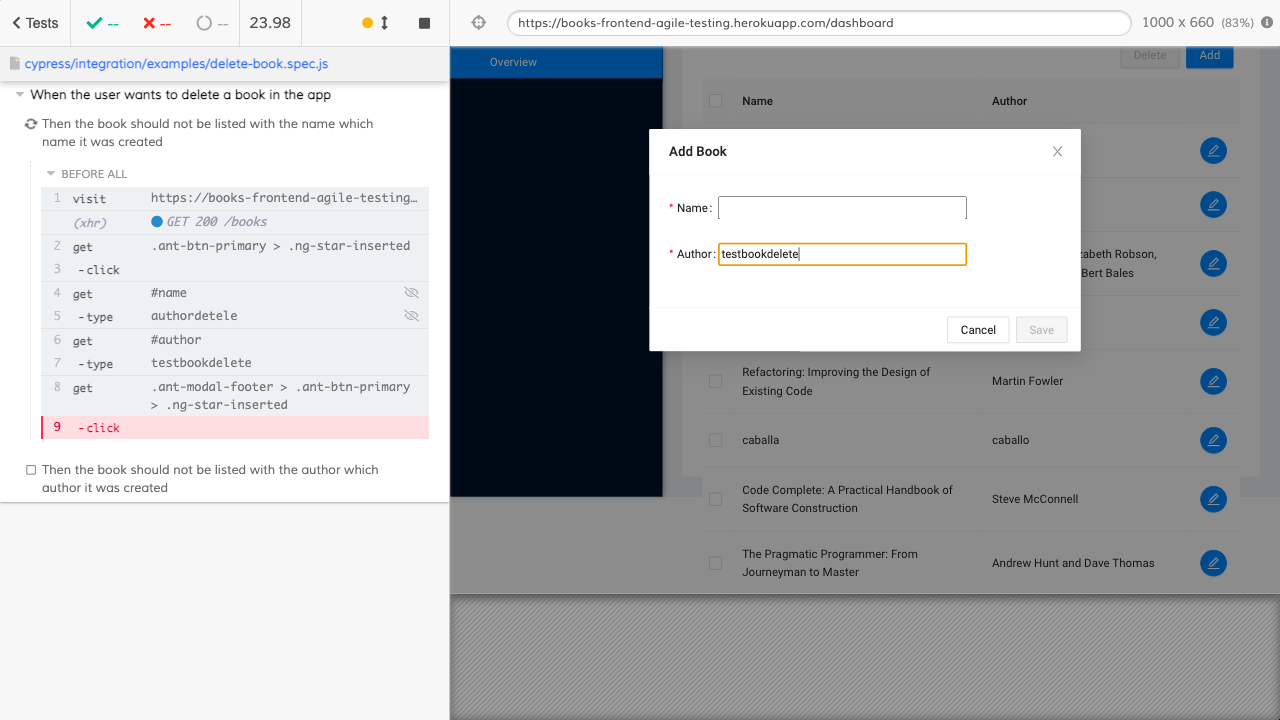 Tests
--
--
--
23.98
https://books-frontend-agile-testing.herokuapp.com/dashboard
1000 x 660 (83%)
cypress/integration/examples/delete-book.spec.js
When the user wants to delete a book in the app
Then the book should not be listed with the name which
name it was created
BEFORE ALL
1 visit https://books-frontend-agile-testing…
(xhr) GET 200 /books
2 get .ant-btn-primary > .ng-star-inserted
3 -click
4 get #name
5 -type authordetele
6 get #author
7 -type testbookdelete
8 get .ant-modal-footer > .ant-btn-primary
> .ng-star-inserted
9 -click
Then the book should not be listed with the author which
author it was created
Overview
Delete
Add
Name Author
Add Book
* Name:
* Author: testbookdelete
Cancel
Save
Robson,
Bert Bales
Refactoring: Improving the Design of
Existing Code
Martin Fowler
caballa
caballo
Code Complete: A Practical Handbook of
Software Construction
Steve McConnell
The Pragmatic Programmer: From
Journeyman to Master
Andrew Hunt and Dave Thomas